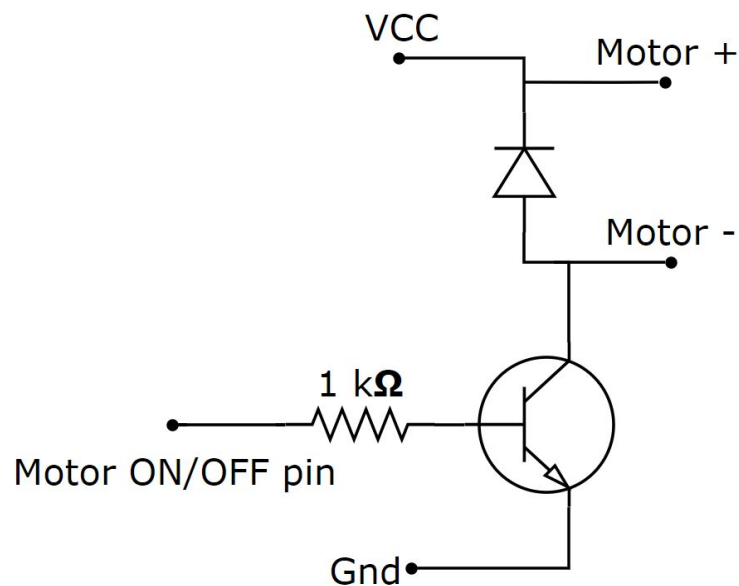 VCC
Motor +
Motor -
1 kΩ
Motor ON/OFF pin
Gnd